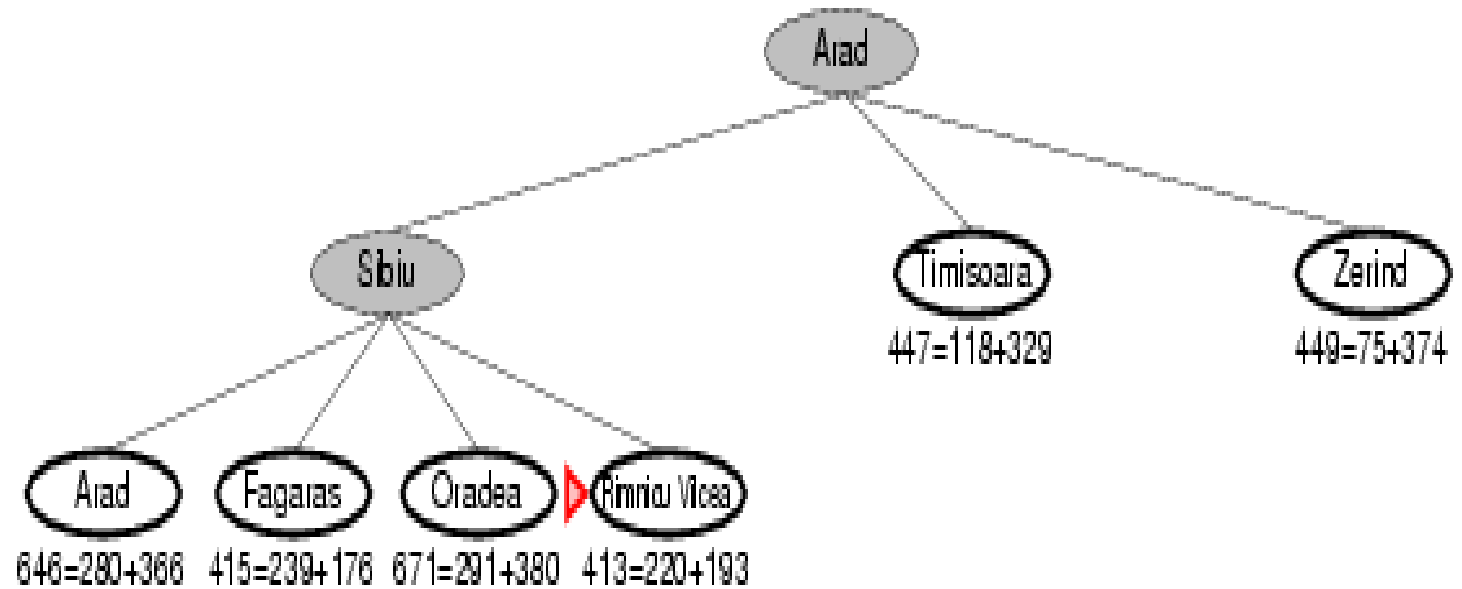 Arad
Sibiu
Timisoara
Zerind
447=118+329
449=75+374
Arad
Fagaras
Oradea
Rimnicu Vilcea
646=280+366
415=239+176
671=291+380
413=220+193